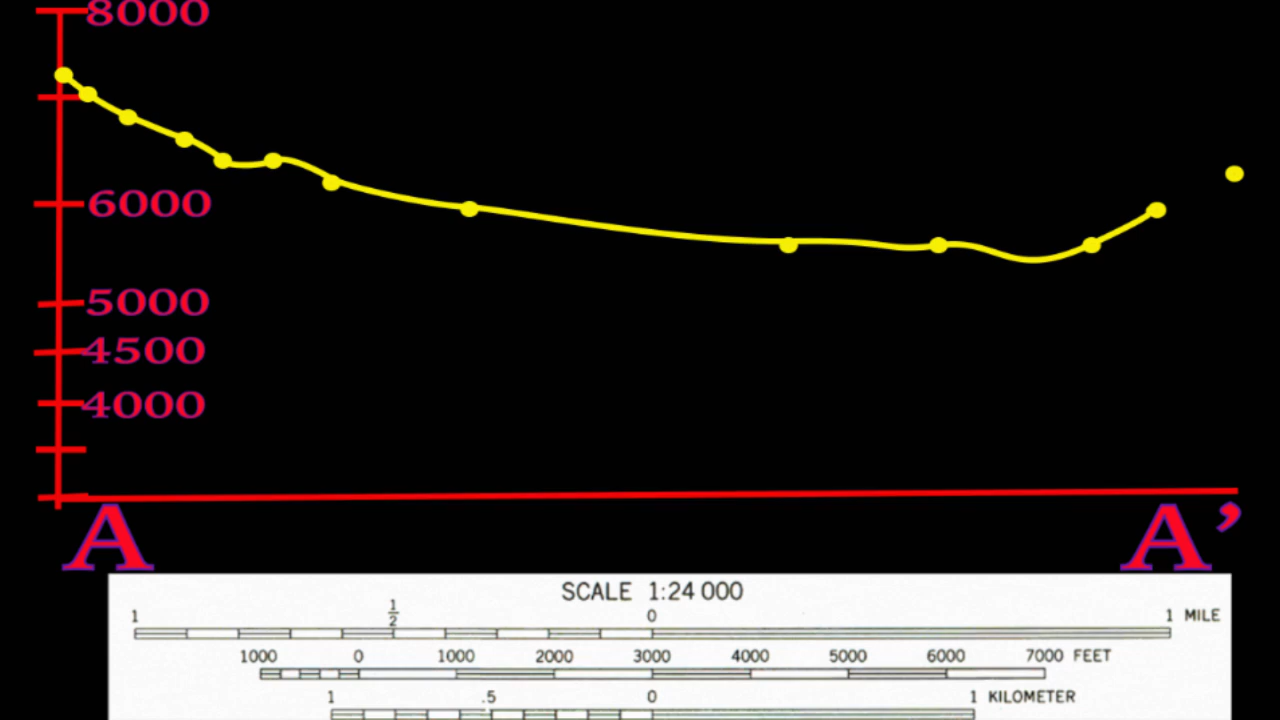 8000
6000
5000
4500
4000
A A’
SCALE 1:24 000
1 1/2 0 1 MILE
1000 0 1000 2000 3000 4000 5000 6000 7000 FEET
1 .5 0 1 KILOMETER